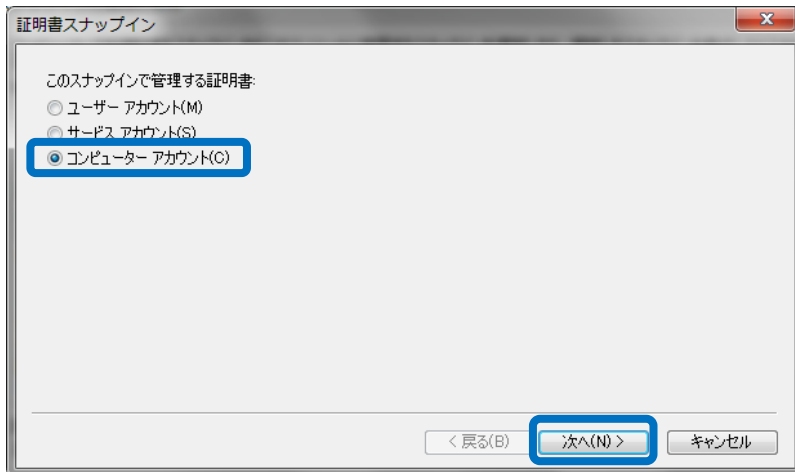 証明書スナップイン
このスナップインで管理する証明書:
ユーザー アカウント(M)
サービス アカウント(S)
コンピューター アカウント(C)
< 戻る(B)
次へ(N) >
キャンセル